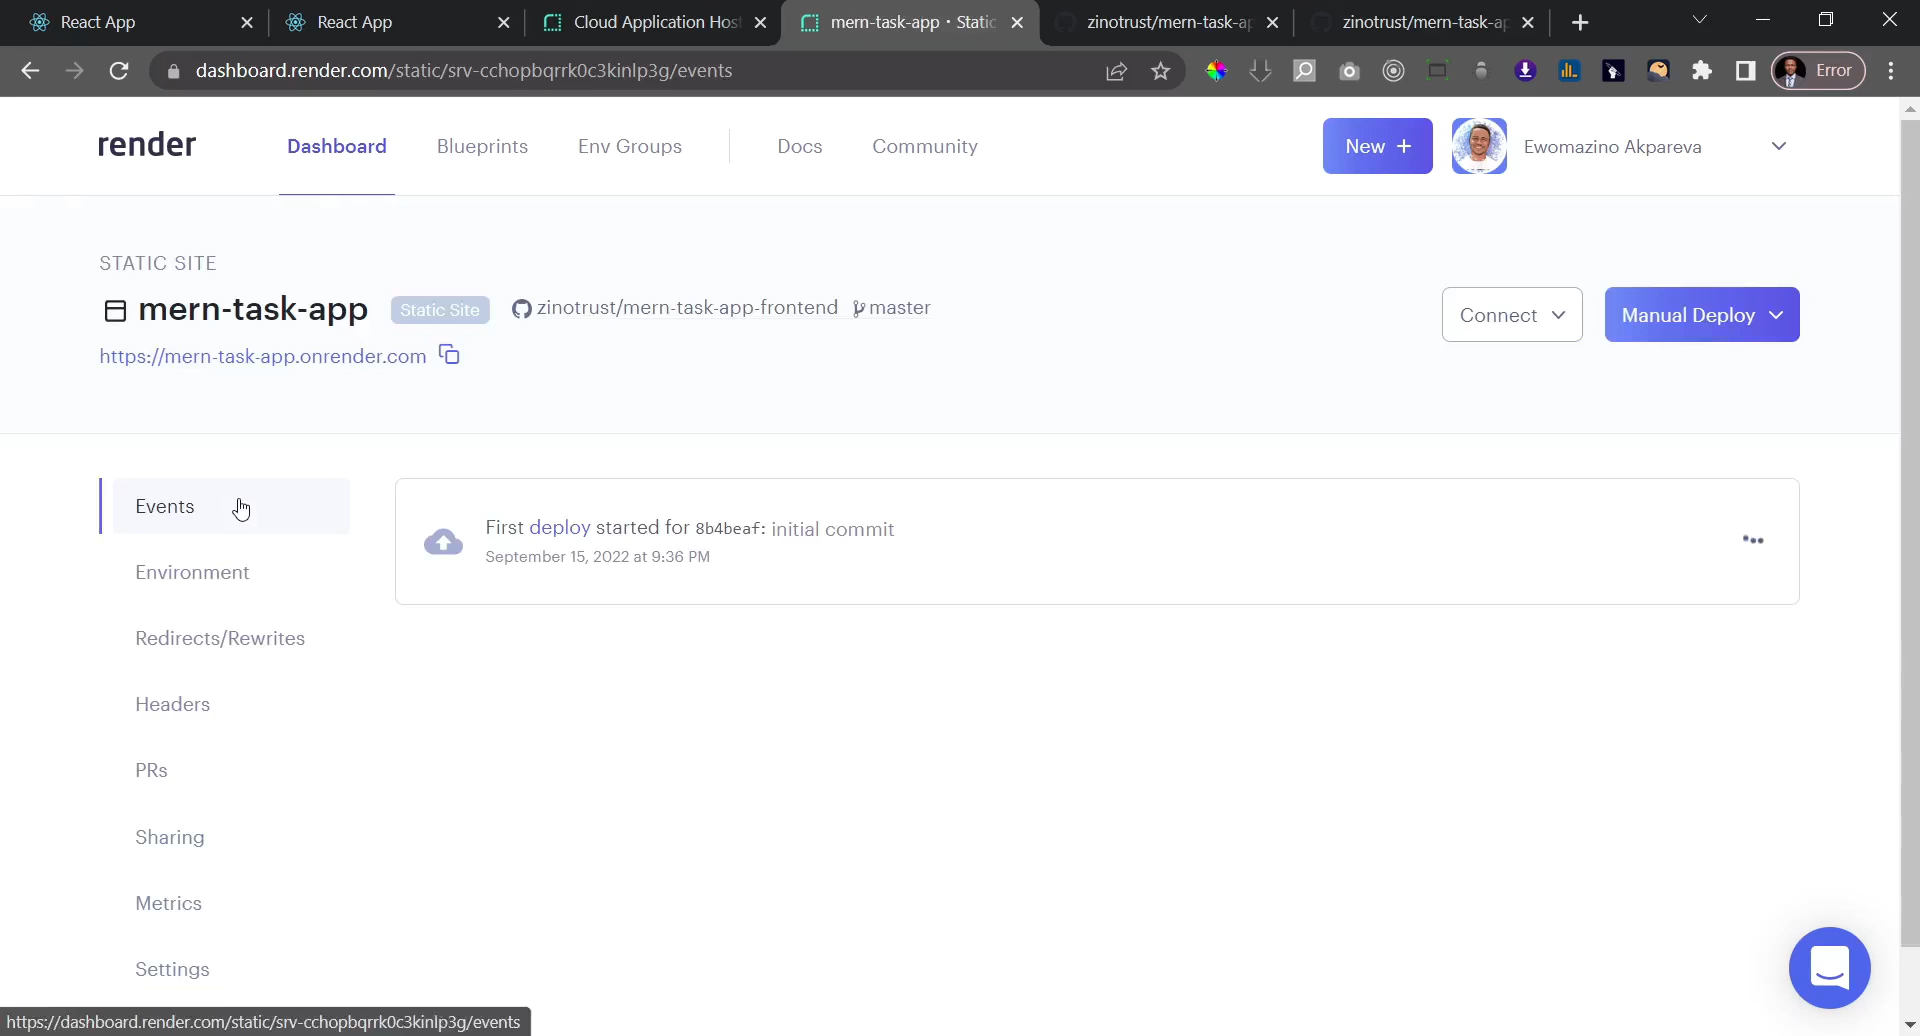 React App
React App
Cloud Application Hos
mern-task-app · Static
zinotrust/mern-task-ap
zinotrust/mern-task-ap
dashboard.render.com/static/srv-cchopbqrrk0c3kinlp3g/events
Error
render
Dashboard
Blueprints
Env Groups
Docs
Community
New +
Ewomazino Akpareva
STATIC SITE
mern-task-app
Static Site
zinotrust/mern-task-app-frontend
master
Connect
Manual Deploy
https://mern-task-app.onrender.com
Events
First deploy started for 8b4beaf: initial commit
September 15, 2022 at 9:36 PM
Environment
Redirects/Rewrites
Headers
PRs
Sharing
Metrics
Settings
https://dashboard.render.com/static/srv-cchopbqrrk0c3kinlp3g/events